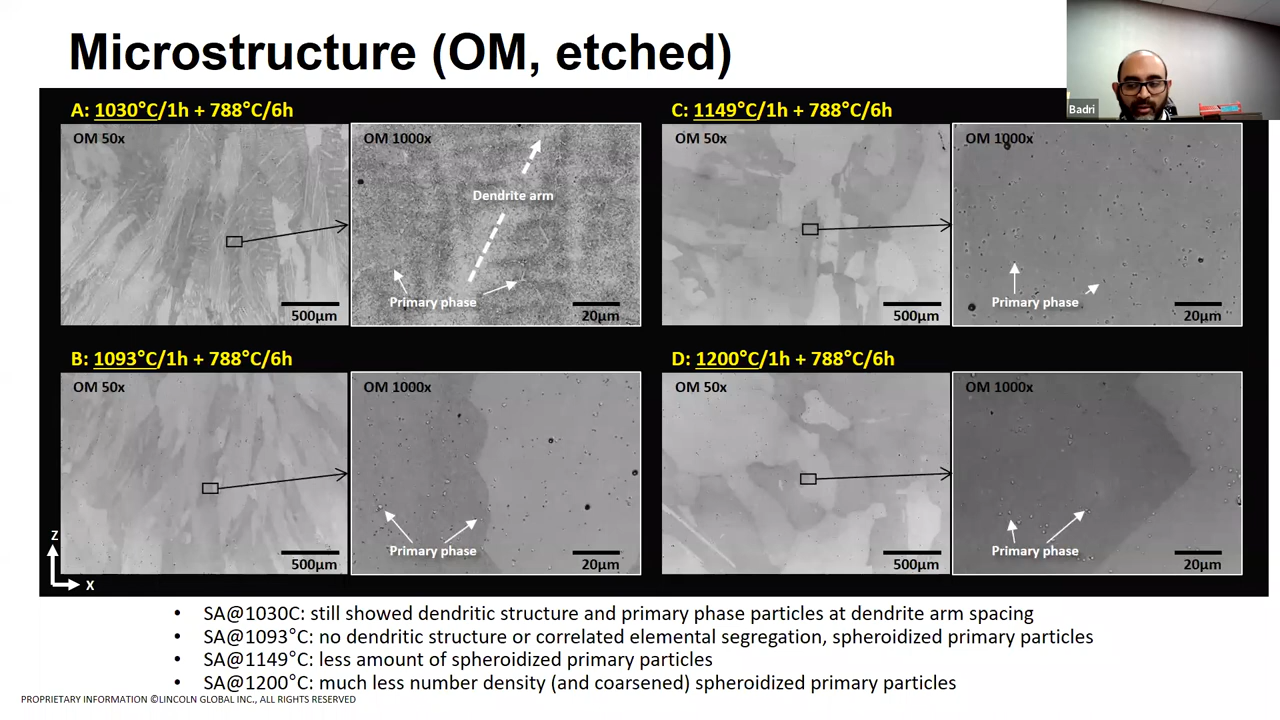 Microstructure (OM, etched)
Badri
A: 1030°C/1h + 788°C/6h
OM 50x
500µm
OM 1000x
Dendrite arm
Primary phase
20µm
C: 1149°C/1h + 788°C/6h
OM 50x
500µm
OM 1000x
Primary phase
20µm
B: 1093°C/1h + 788°C/6h
OM 50x
500µm
OM 1000x
Primary phase
20µm
D: 1200°C/1h + 788°C/6h
OM 50x
500µm
OM 1000x
Primary phase
20µm
Z
X
• SA@1030C: still showed dendritic structure and primary phase particles at dendrite arm spacing
• SA@1093°C: no dendritic structure or correlated elemental segregation, spheroidized primary particles
• SA@1149°C: less amount of spheroidized primary particles
• SA@1200°C: much less number density (and coarsened) spheroidized primary particles
PROPRIETARY INFORMATION ©LINCOLN GLOBAL INC., ALL RIGHTS RESERVED